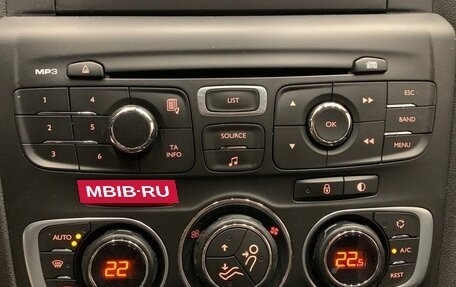 MP3
1 4 LIST ESC
2 5 OK BAND
SOURCE
3 6 TA INFO MENU
MBIB-RU
AUTO A/C
22 22.5
REST